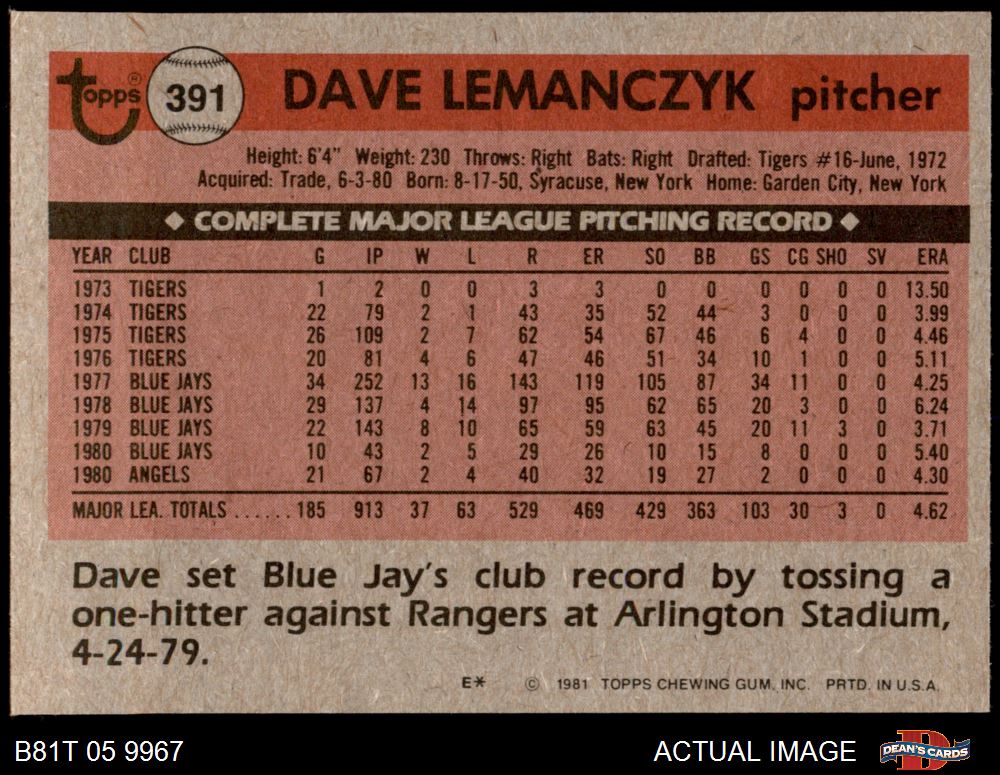 Topps ® 391 DAVE LEMANCZYK pitcher
Height: 6'4" Weight: 230 Throws: Right Bats: Right Drafted: Tigers #16-June, 1972
Acquired: Trade, 6-3-80 Born: 8-17-50, Syracuse, New York Home: Garden City, New York
◆ COMPLETE MAJOR LEAGUE PITCHING RECORD ◆
YEAR CLUB G IP W L R ER SO BB GS CG SHO SV ERA
1973 TIGERS 1 2 0 0 3 3 0 0 0 0 0 0 13.50
1974 TIGERS 22 79 2 1 43 35 52 44 3 0 0 0 3.99
1975 TIGERS 26 109 2 7 62 54 67 46 6 4 0 0 4.46
1976 TIGERS 20 81 4 6 47 46 51 34 10 1 0 0 5.11
1977 BLUE JAYS 34 252 13 16 143 119 105 87 34 11 0 0 4.25
1978 BLUE JAYS 29 137 4 14 97 95 62 65 20 3 0 0 6.24
1979 BLUE JAYS 22 143 8 10 65 59 63 45 20 11 3 0 3.71
1980 BLUE JAYS 10 43 2 5 29 26 10 15 8 0 0 0 5.40
1980 ANGELS 21 67 2 4 40 32 19 27 2 0 0 0 4.30
MAJOR LEA. TOTALS ...... 185 913 37 63 529 469 429 363 103 30 3 0 4.62
Dave set Blue Jay's club record by tossing a
one-hitter against Rangers at Arlington Stadium,
4-24-79.
E* © 1981 TOPPS CHEWING GUM, INC. PRTD. IN U.S.A.
B81T 05 9967 ACTUAL IMAGE D DEAN'S CARDS